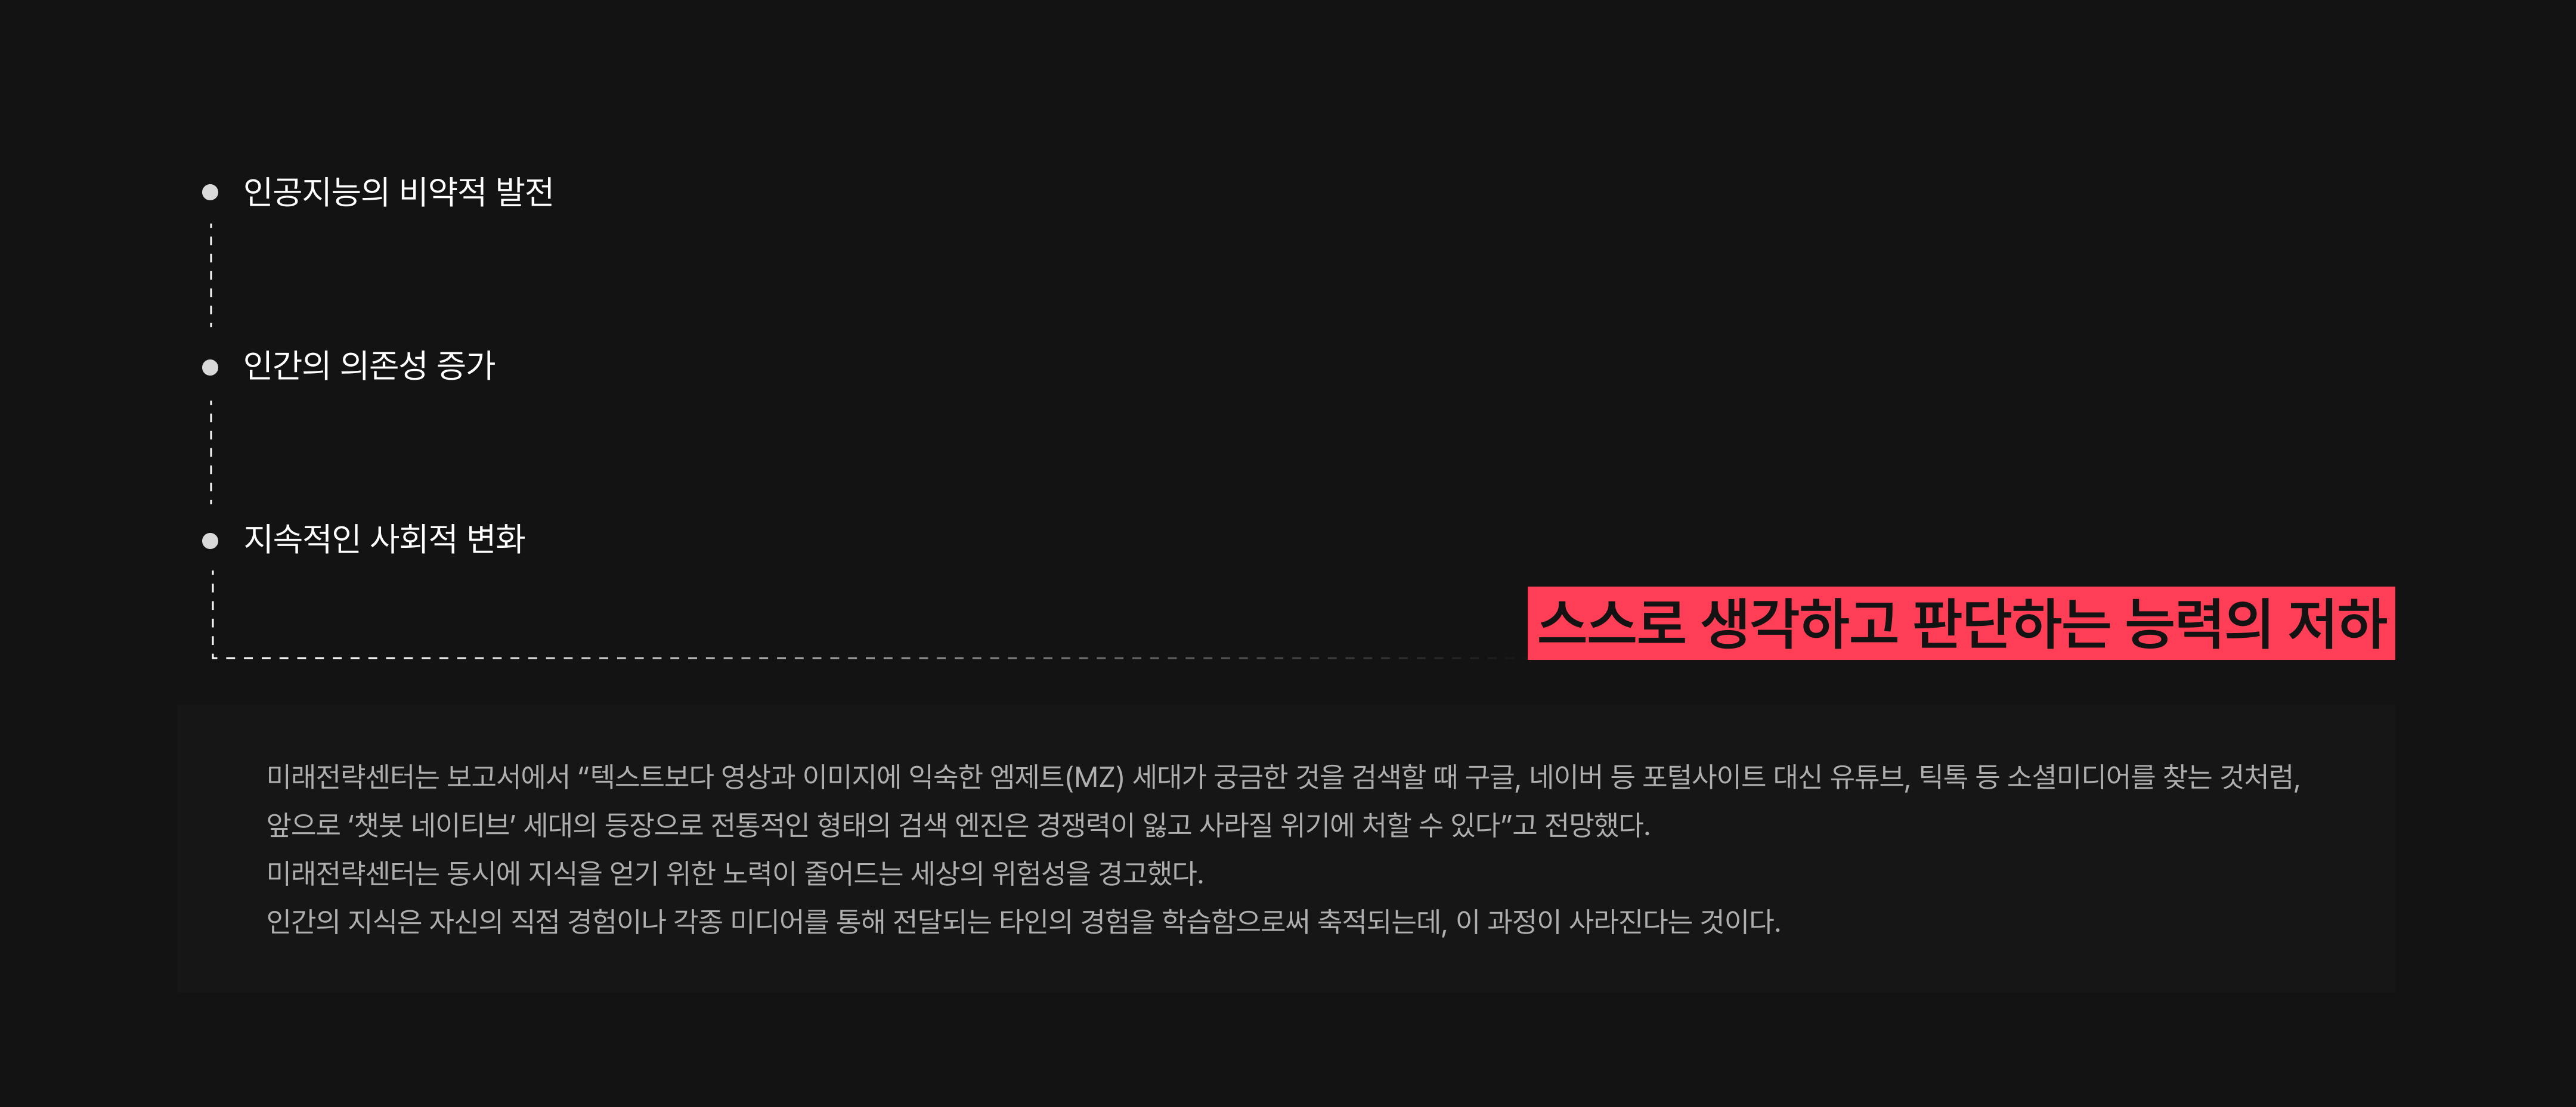 인공지능의 비약적 발전
인간의 의존성 증가
지속적인 사회적 변화
스스로 생각하고 판단하는 능력의 저하
미래전략센터는 보고서에서 “텍스트보다 영상과 이미지에 익숙한 엠제트(MZ) 세대가 궁금한 것을 검색할 때 구글, 네이버 등 포털사이트 대신 유튜브, 틱톡 등 소셜미디어를 찾는 것처럼,
앞으로 ‘챗봇 네이티브’ 세대의 등장으로 전통적인 형태의 검색 엔진은 경쟁력이 잃고 사라질 위기에 처할 수 있다”고 전망했다.
미래전략센터는 동시에 지식을 얻기 위한 노력이 줄어드는 세상의 위험성을 경고했다.
인간의 지식은 자신의 직접 경험이나 각종 미디어를 통해 전달되는 타인의 경험을 학습함으로써 축적되는데, 이 과정이 사라진다는 것이다.